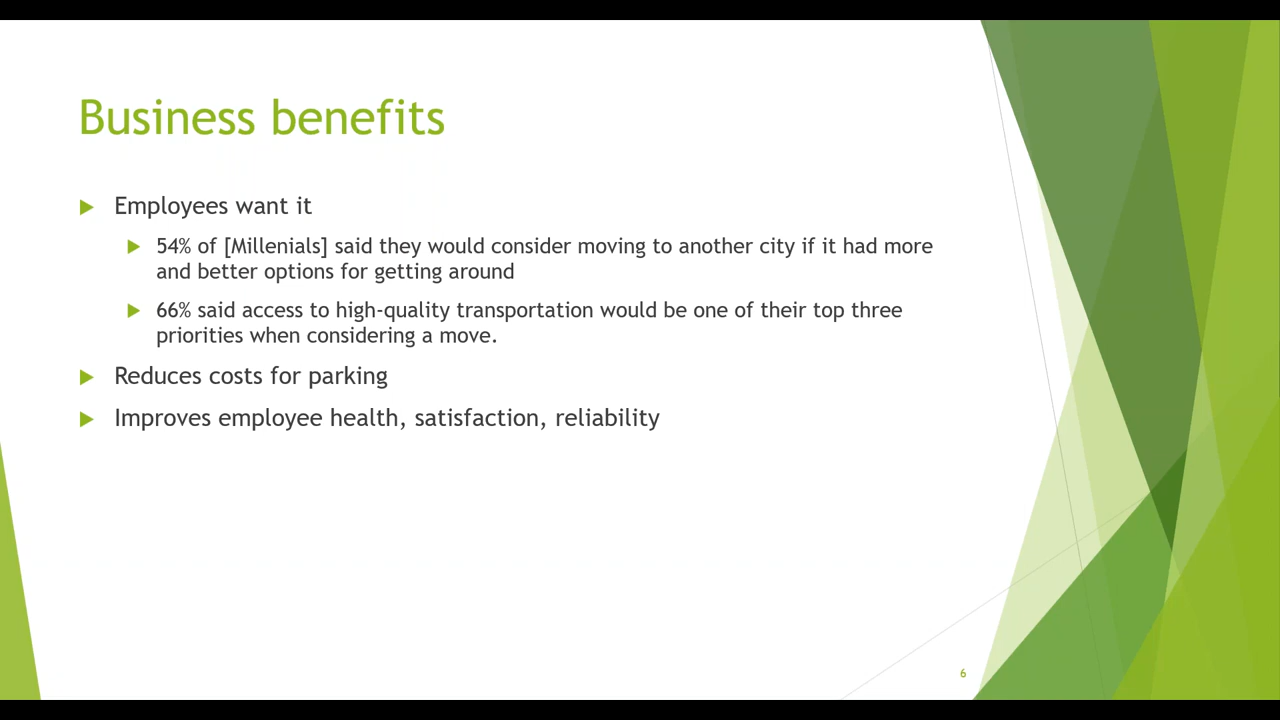 Business benefits
Employees want it
54% of [Millenials] said they would consider moving to another city if it had more
and better options for getting around
66% said access to high-quality transportation would be one of their top three
priorities when considering a move.
Reduces costs for parking
Improves employee health, satisfaction, reliability
6